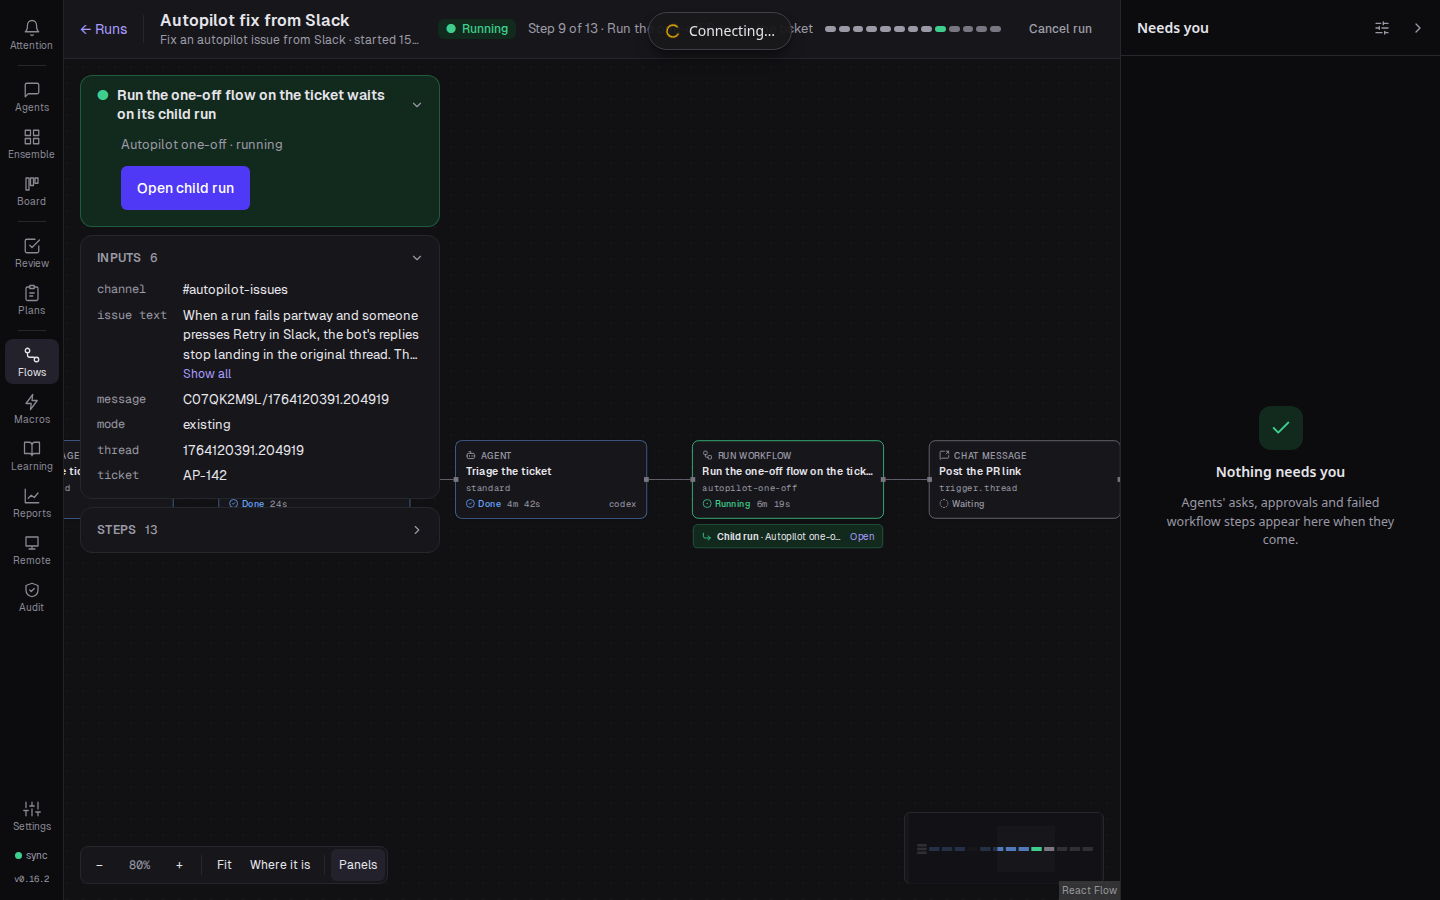 Attention
Agents
Ensemble
Board
Review
Plans
Flows
Macros
Learning
Reports
Remote
Audit
Settings
sync
v0.16.2
← Runs
Autopilot fix from Slack
Fix an autopilot issue from Slack · started 15…
Running
Step 9 of 13 · Run the
Connecting…
Cancel run
Run the one-off flow on the ticket waits
on its child run
Autopilot one-off · running
Open child run
INPUTS 6
channel #autopilot-issues
issue text When a run fails partway and someone
presses Retry in Slack, the bot's replies
stop landing in the original thread. Th…
Show all
message C07QK2M9L/1764120391.204919
mode existing
thread 1764120391.204919
ticket AP-142
Done 24s
STEPS 13
AGENT
Triage the ticket
standard
Done 4m 42s codex
RUN WORKFLOW
Run the one-off flow on the tick…
autopilot-one-off
Running 6m 19s
Child run · Autopilot one-o… Open
CHAT MESSAGE
Post the PR link
trigger.thread
Waiting
− 80% + Fit Where it is Panels
React Flow
Needs you
Nothing needs you
Agents' asks, approvals and failed
workflow steps appear here when they
come.